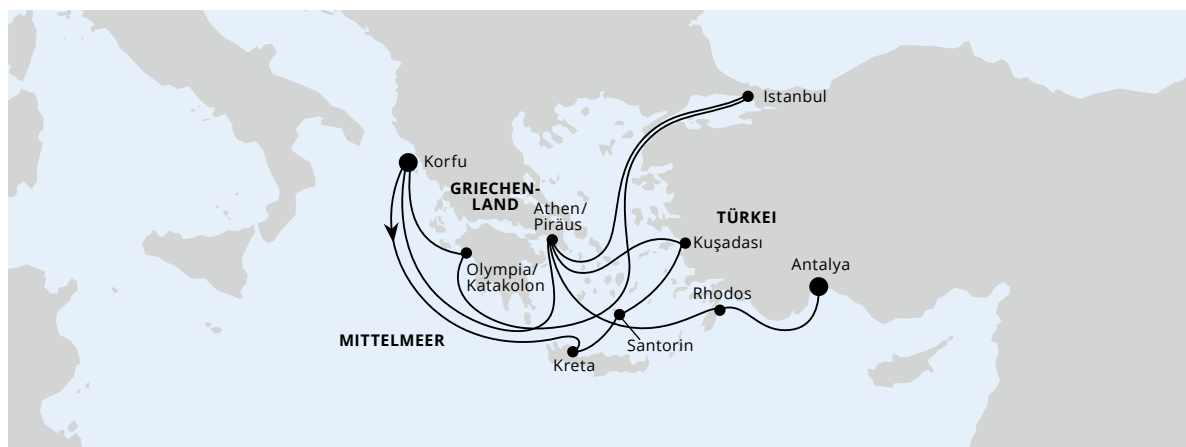 Istanbul
Korfu
GRIECHEN-
LAND
Athen/
Piräus
TÜRKEI
Kuşadası
Olympia/
Katakolon
Antalya
Rhodos
MITTELMEER
Santorin
Kreta